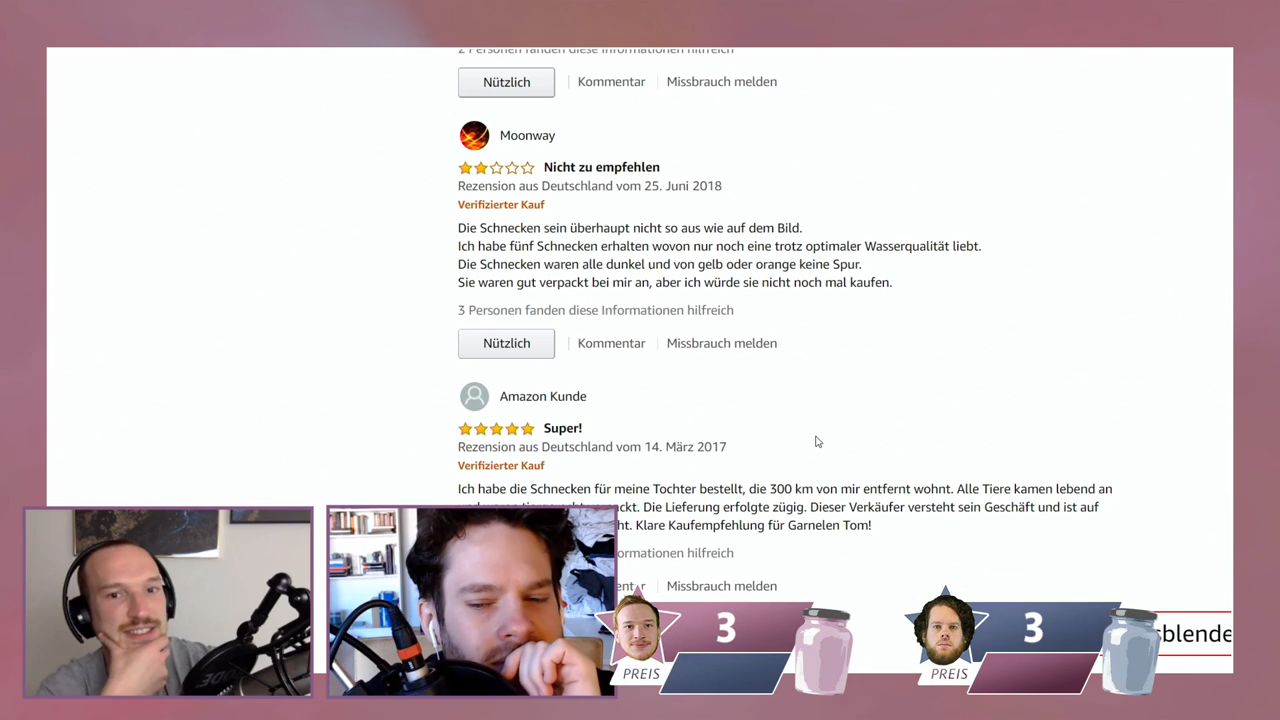 2 Personen fanden diese Informationen hilfreich
Nützlich
Kommentar
Missbrauch melden
Moonway
Nicht zu empfehlen
Rezension aus Deutschland vom 25. Juni 2018
Verifizierter Kauf
Die Schnecken sein überhaupt nicht so aus wie auf dem Bild.
Ich habe fünf Schnecken erhalten wovon nur noch eine trotz optimaler Wasserqualität liebt.
Die Schnecken waren alle dunkel und von gelb oder orange keine Spur.
Sie waren gut verpackt bei mir an, aber ich würde sie nicht noch mal kaufen.
3 Personen fanden diese Informationen hilfreich
Nützlich
Kommentar
Missbrauch melden
Amazon Kunde
Super!
Rezension aus Deutschland vom 14. März 2017
Verifizierter Kauf
Ich habe die Schnecken für meine Tochter bestellt, die 300 km von mir entfernt wohnt. Alle Tiere kamen lebend an
Die Lieferung erfolgte zügig. Dieser Verkäufer versteht sein Geschäft und ist auf
Klare Kaufempfehlung für Garnelen Tom!
Missbrauch melden
3
PREIS
3
PREIS